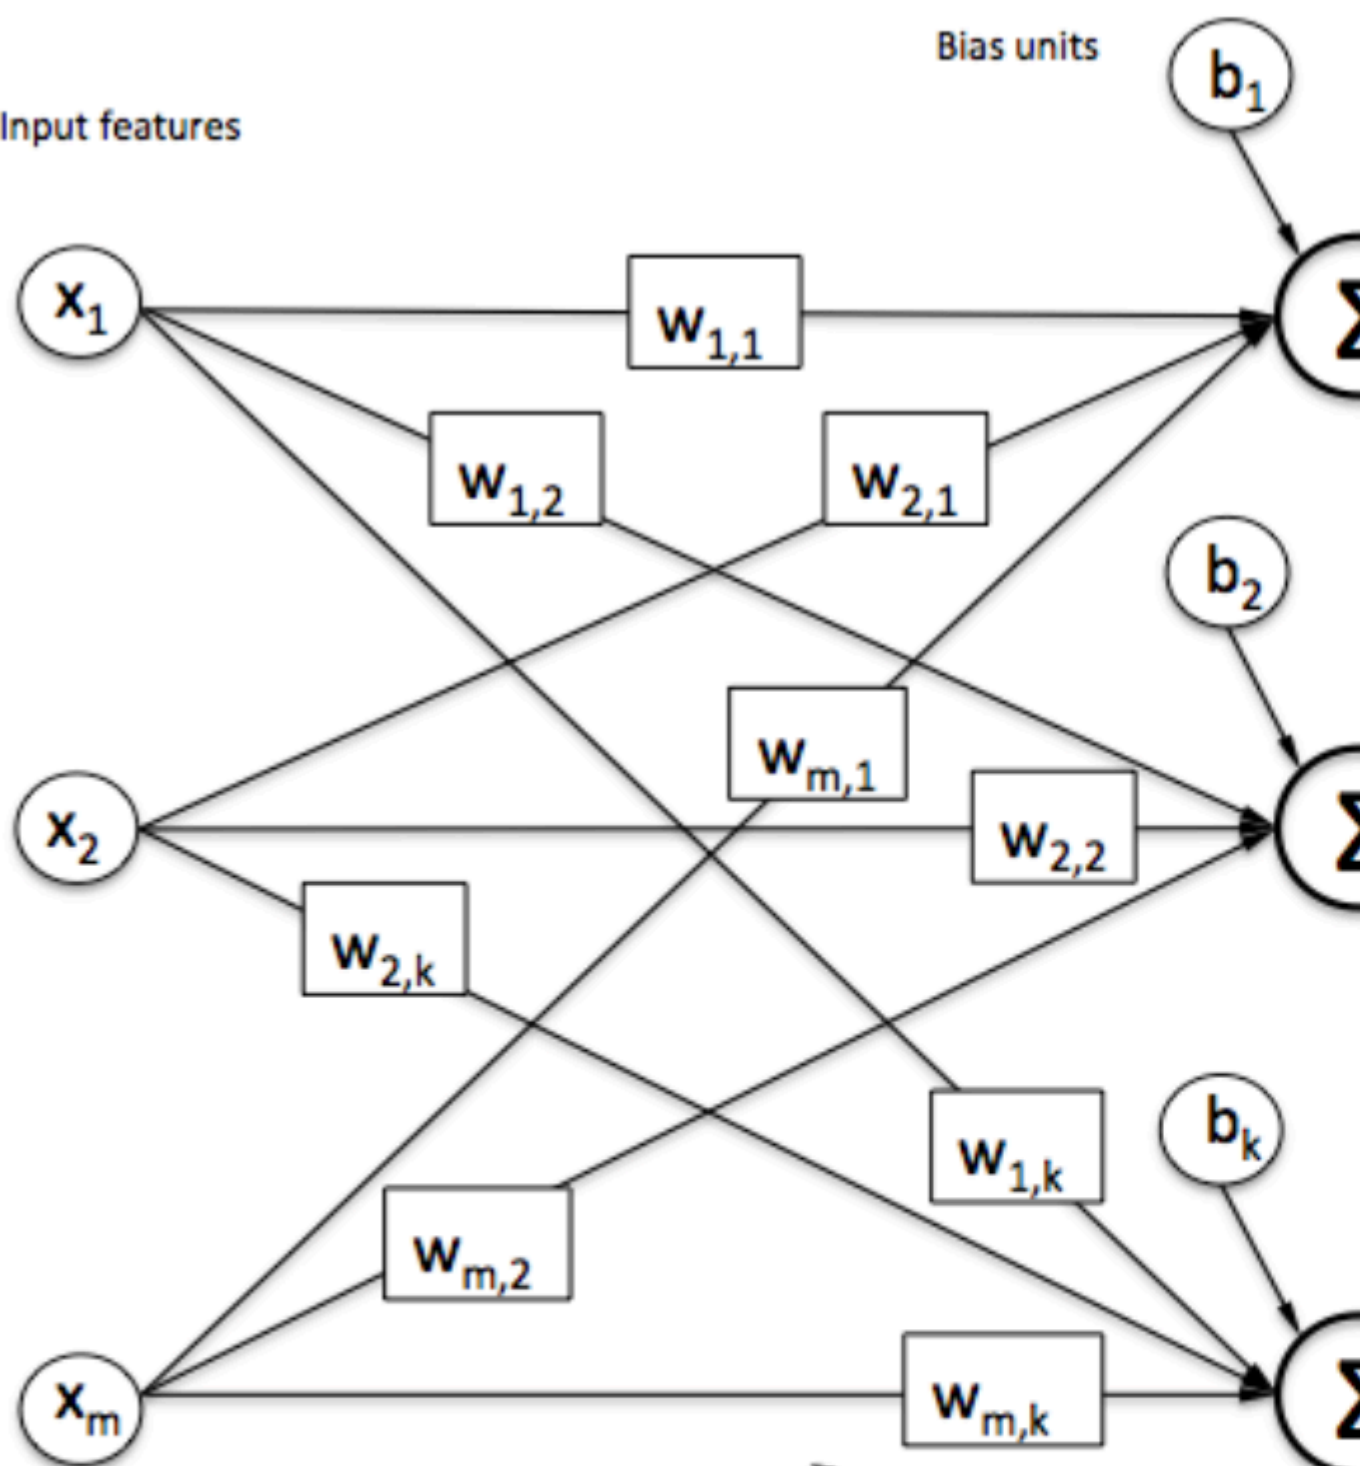 Bias units
b1
Input features
x1
w1,1
Σ
w1,2
w2,1
b2
wm,1
x2
w2,2
Σ
w2,k
bk
w1,k
wm,2
xm
wm,k
Σ